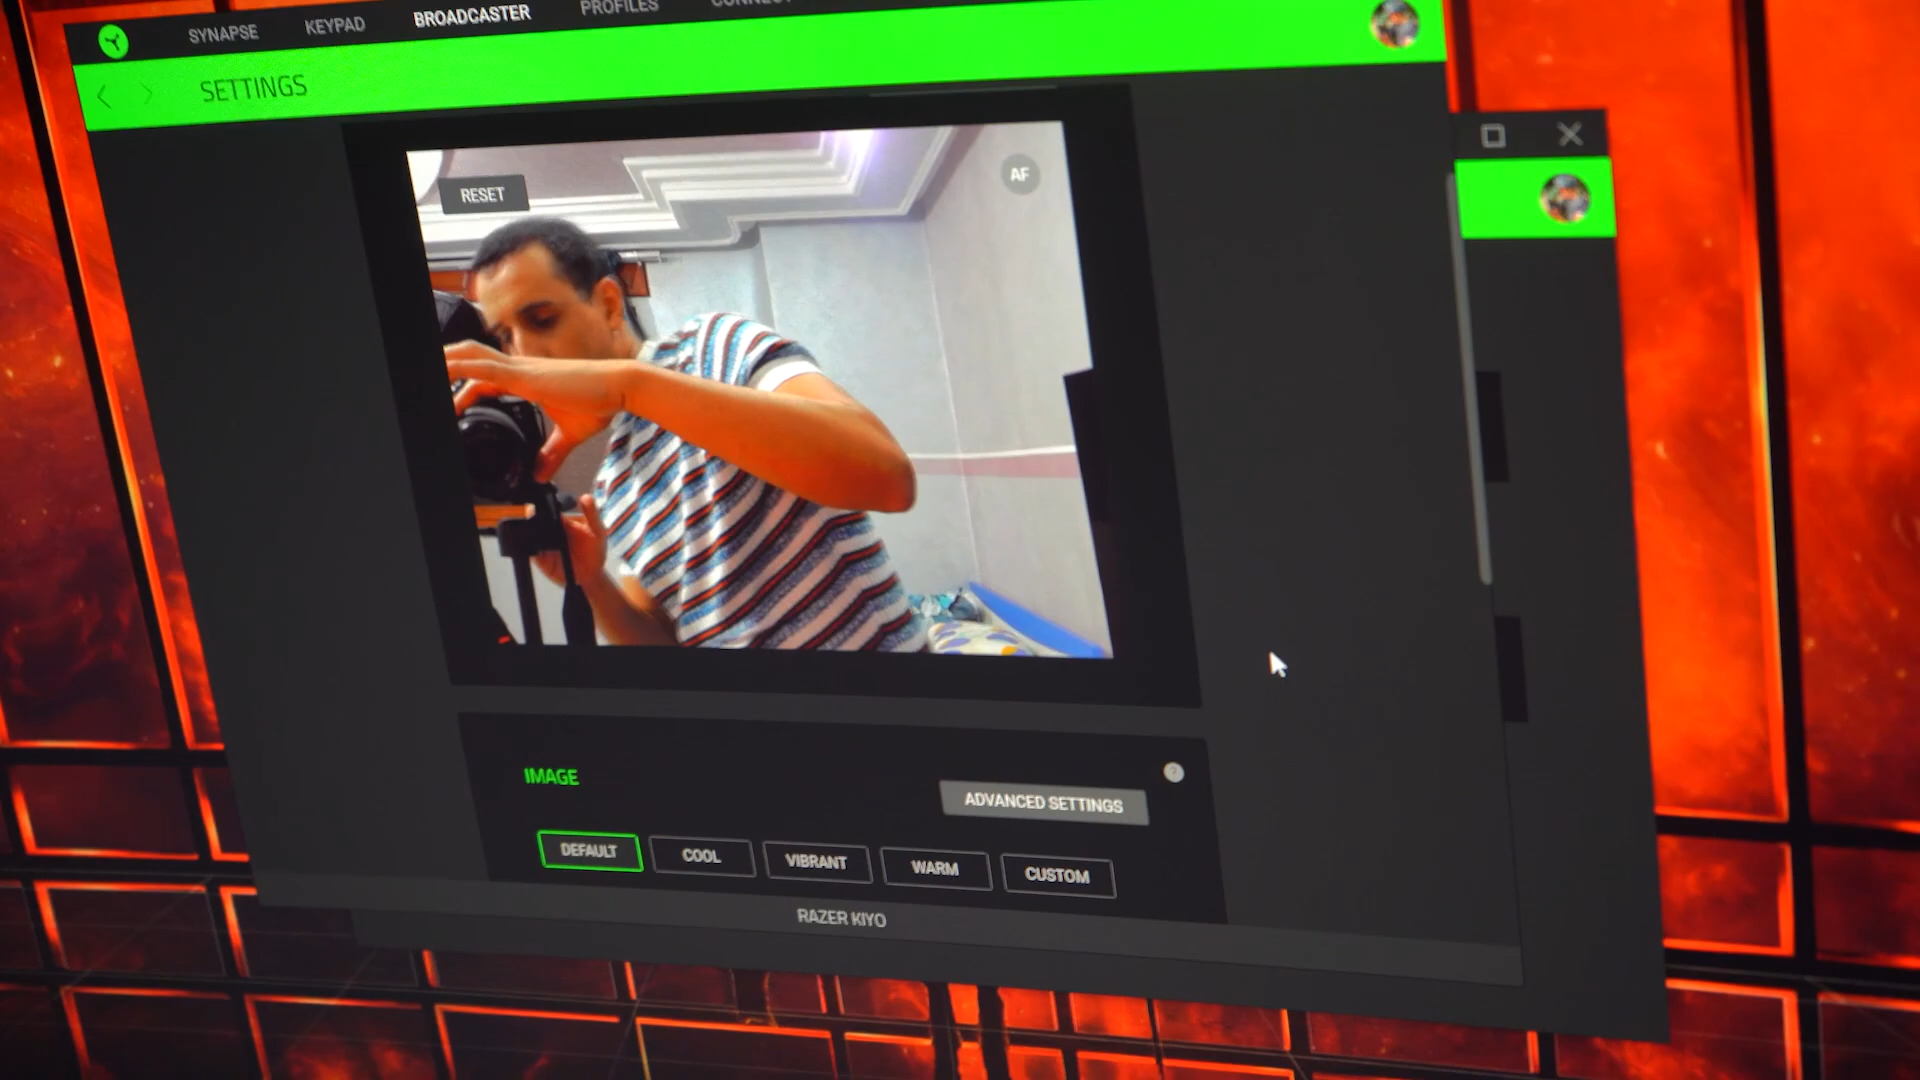 SYNAPSE KEYPAD BROADCASTER PROFILES
SETTINGS
RESET
AF
IMAGE
?
ADVANCED SETTINGS
DEFAULT COOL VIBRANT WARM CUSTOM
RAZER KIYO